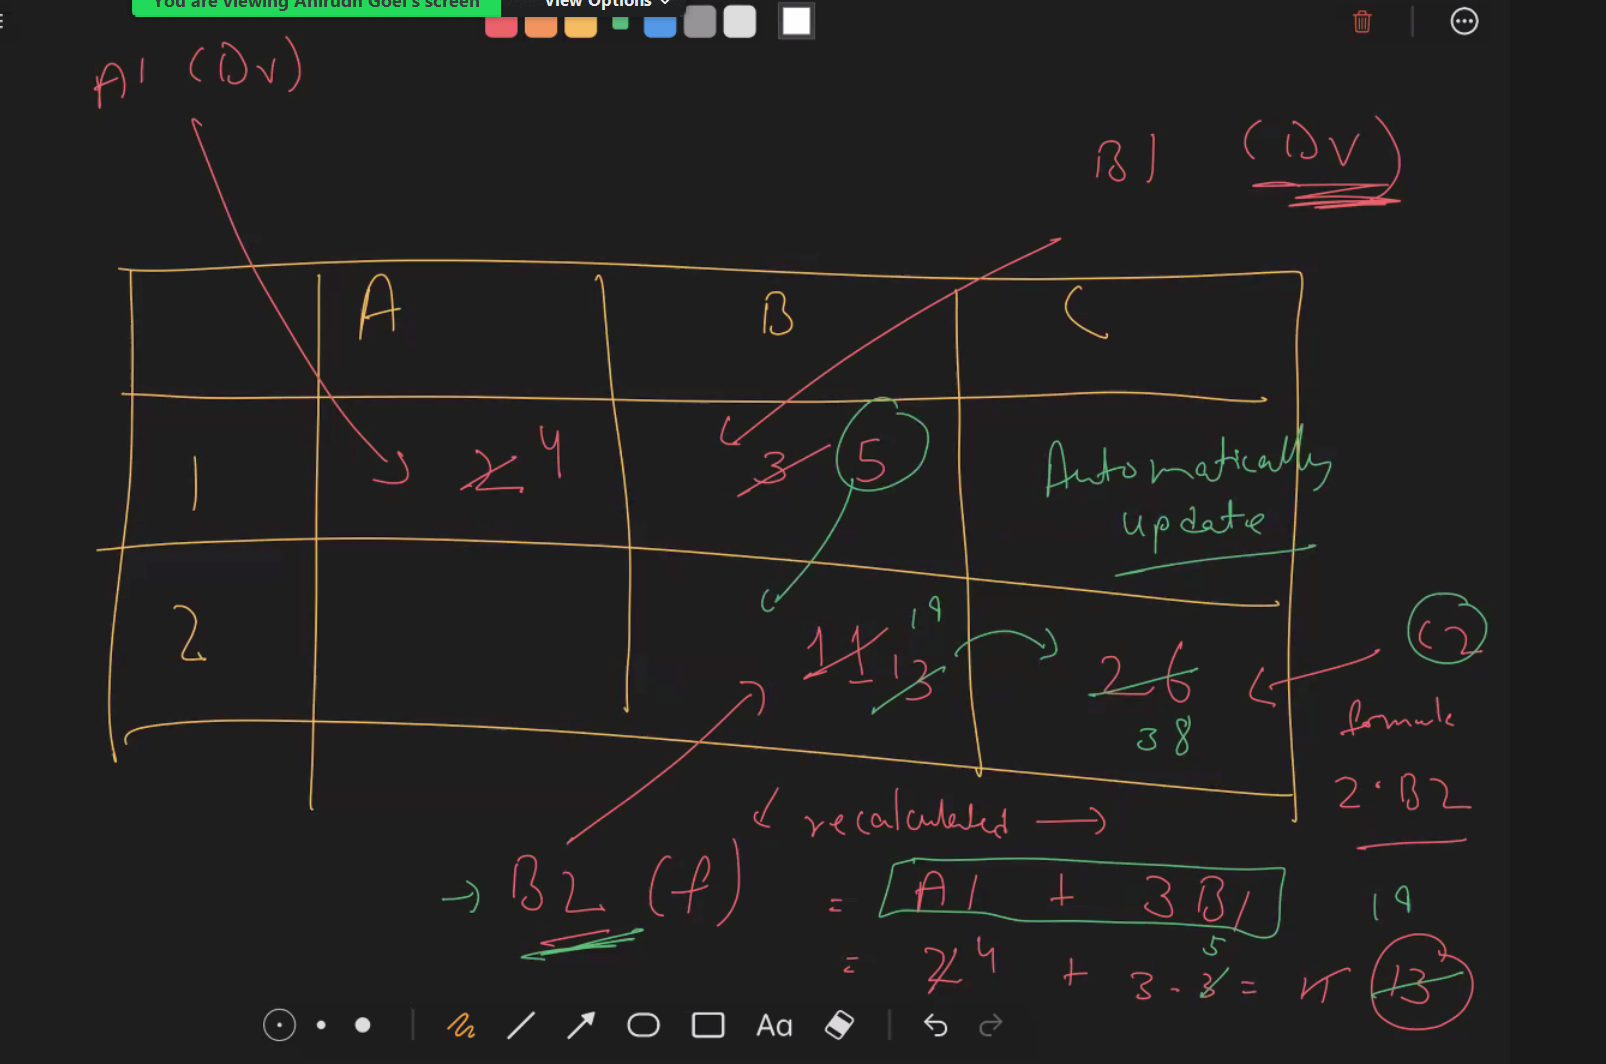 You are viewing Anirudh Goel's screen
View Options
A1 (DV)
B1 (DV)
A B C
1 2 4 3 5 Automatically
update
2 11 13 19 26 38
C2
formula
2·B2
← recalculated →
→ B2 (f) = A1 + 3B1
= 2 4 + 3 · 3 5 = 11 13 19
Aa